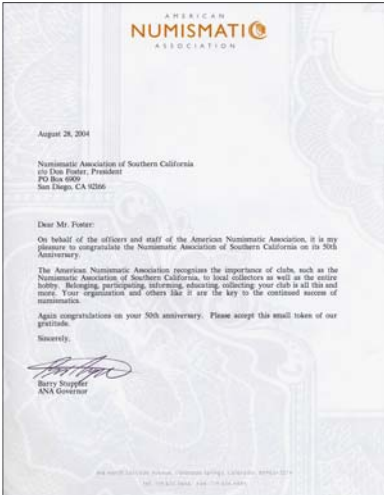 AMERICAN
NUMISMATIC
ASSOCIATION
August 28, 2004
Numismatic Association of Southern California
c/o Don Foster, President
PO Box 6909
San Diego, CA 92166
Dear Mr. Foster:
On behalf of the officers and staff of the American Numismatic Association, it is my
pleasure to congratulate the Numismatic Association of Southern California on its 50th
Anniversary.
The American Numismatic Association recognizes the importance of clubs, such as the
Numismatic Association of Southern California, to local collectors as well as the entire
hobby. Belonging, participating, informing, educating, collecting: your club is all this and
more. Your organization and others like it are the key to the continued success of
numismatics.
Again congratulations on your 50th anniversary. Please accept this small token of our
gratitude.
Sincerely,
Barry Stuppler
ANA Governor